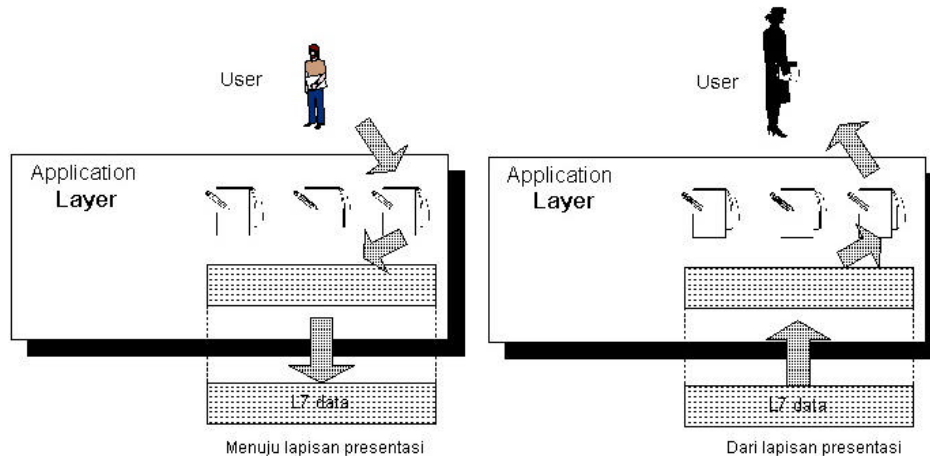 User
Application
Layer
L7 data
Menuju lapisan presentasi
User
Application
Layer
L7 data
Dari lapisan presentasi